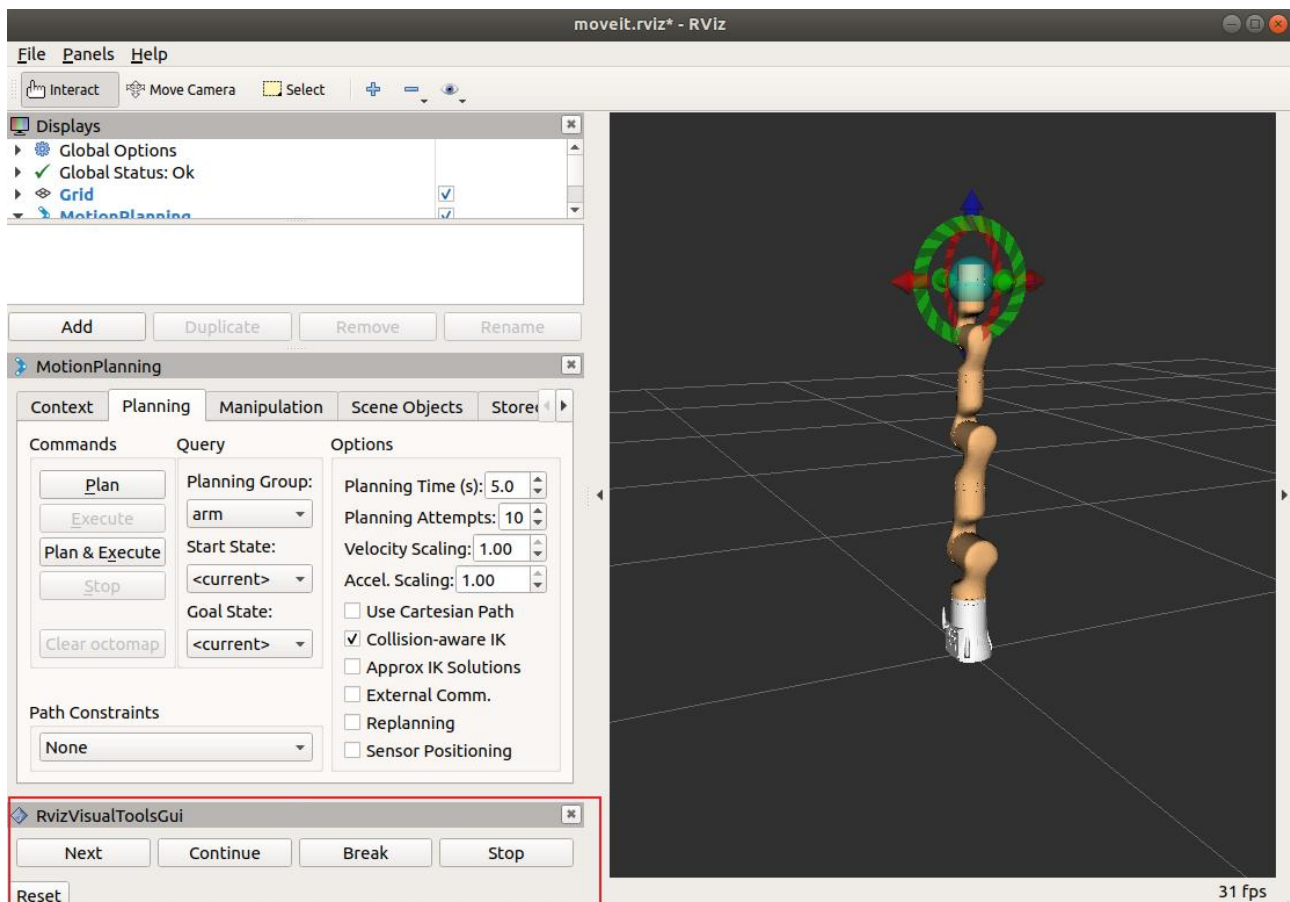 moveit.rviz* - RViz
File Panels Help
Interact Move Camera Select
Displays
Global Options
Global Status: Ok
Grid
MotionPlanning
Add Duplicate Remove Rename
MotionPlanning
Context Planning Manipulation Scene Objects
Commands Query Options
Plan
Execute
Plan & Execute
Stop
Clear octomap
Planning Group:
arm
Start State:
<current>
Goal State:
<current>
Planning Time (s): 5.0
Planning Attempts: 10
Velocity Scaling: 1.00
Accel. Scaling: 1.00
Use Cartesian Path
Collision-aware IK
Approx IK Solutions
External Comm.
Replanning
Sensor Positioning
Path Constraints
None
RvizVisualToolsGui
Next Continue Break Stop
Reset
31 fps